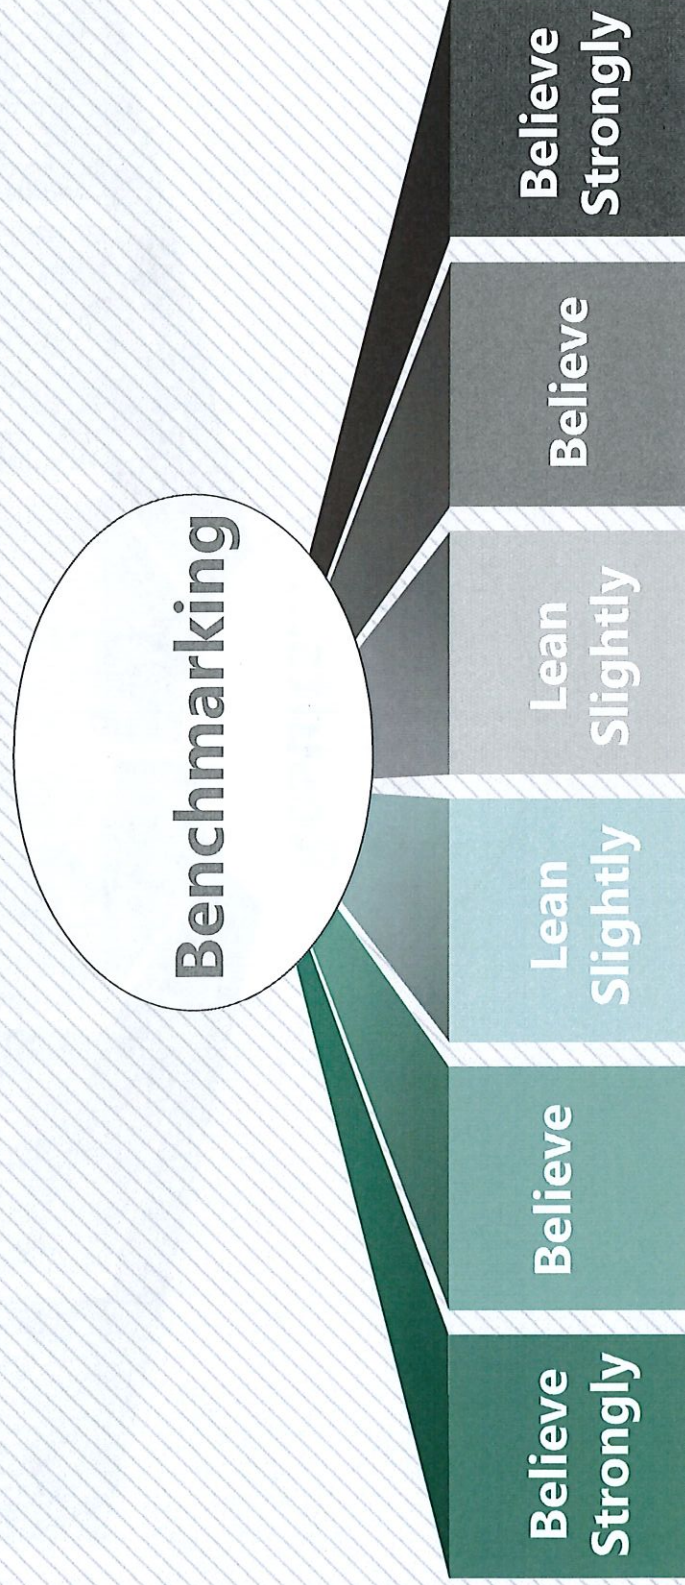 Benchmarking
Believe
Strongly
Believe
Lean
Slightly
Lean
Slightly
Believe
Believe
Strongly